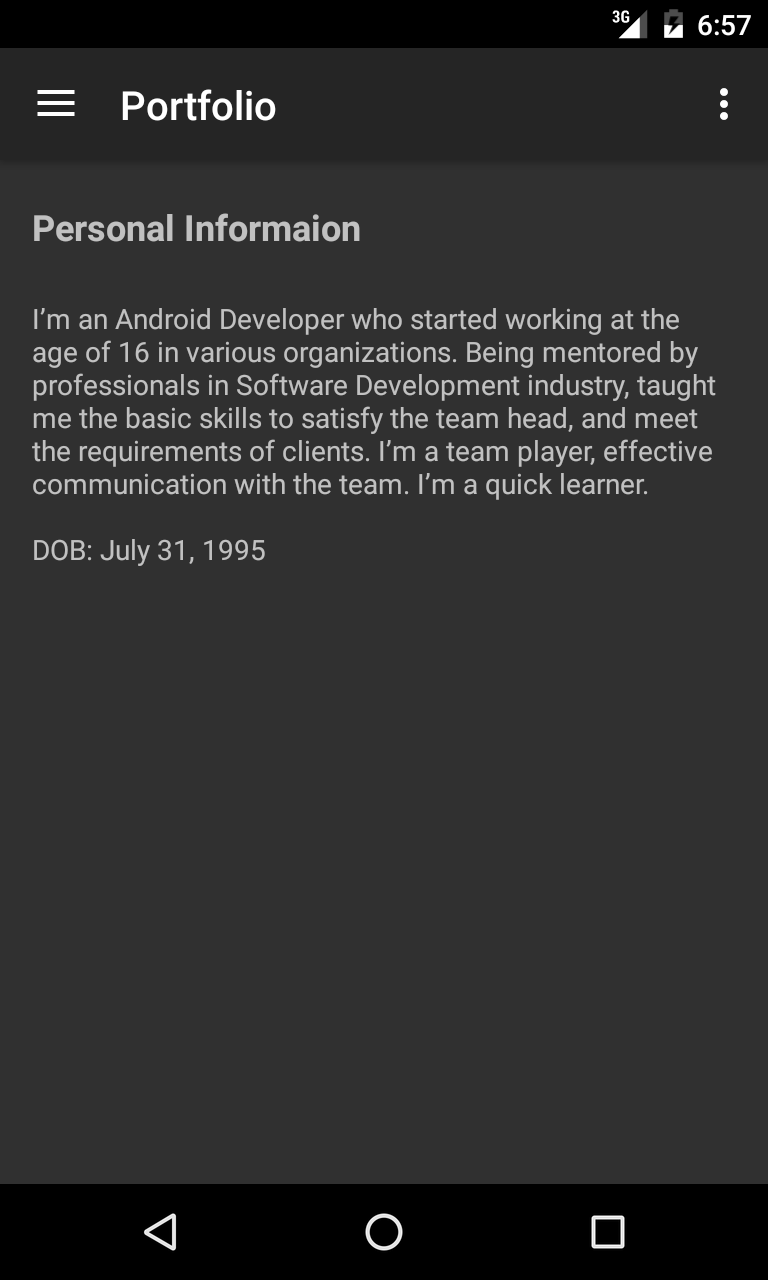 3G 6:57
Portfolio
Personal Informaion
I’m an Android Developer who started working at the
age of 16 in various organizations. Being mentored by
professionals in Software Development industry, taught
me the basic skills to satisfy the team head, and meet
the requirements of clients. I’m a team player, effective
communication with the team. I’m a quick learner.
DOB: July 31, 1995